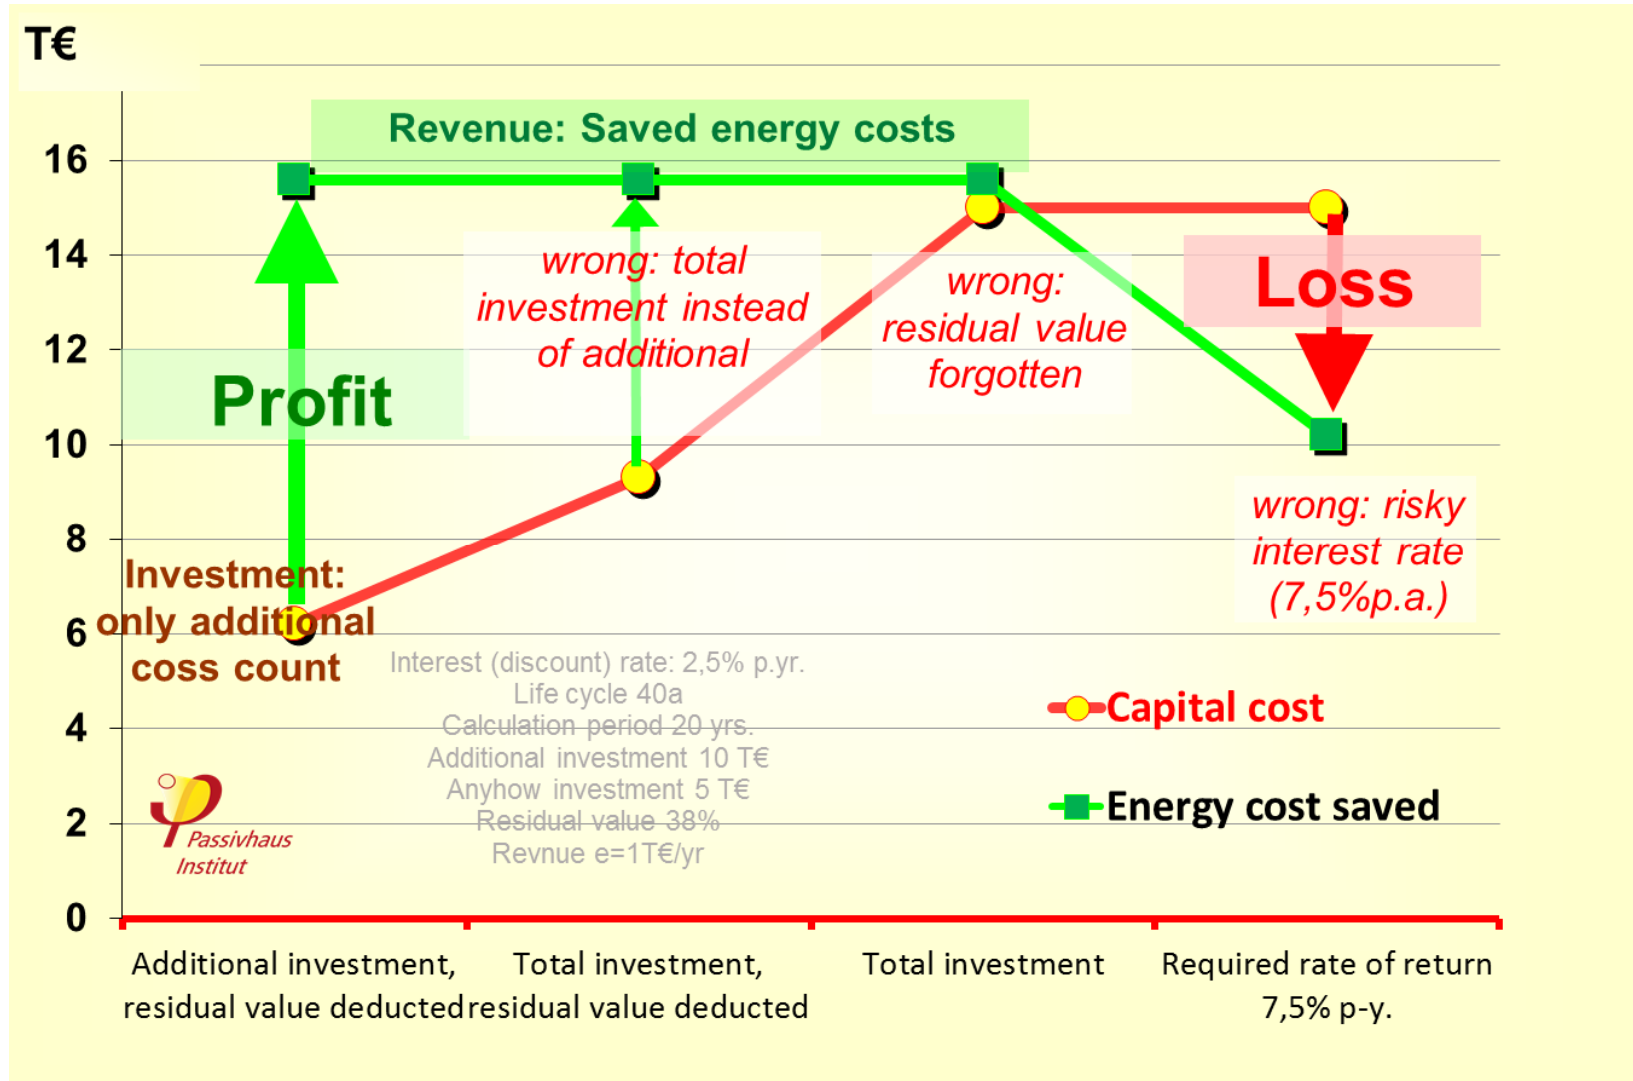 T€
Revenue: Saved energy costs
16
14
12
10
8
6
4
2
0
wrong: total
investment instead
of additional
wrong:
residual value
forgotten
Loss
Profit
wrong: risky
interest rate
(7,5%p.a.)
Investment:
only additional
coss count
Interest (discount) rate: 2,5% p.yr.
Life cycle 40a
Calculation period 20 yrs.
Additional investment 10 T€
Anyhow investment 5 T€
Residual value 38%
Revnue e=1T€/yr
Capital cost
Energy cost saved
Passivhaus
Institut
Additional investment,
residual value deducted
Total investment,
residual value deducted
Total investment
Required rate of return
7,5% p-y.